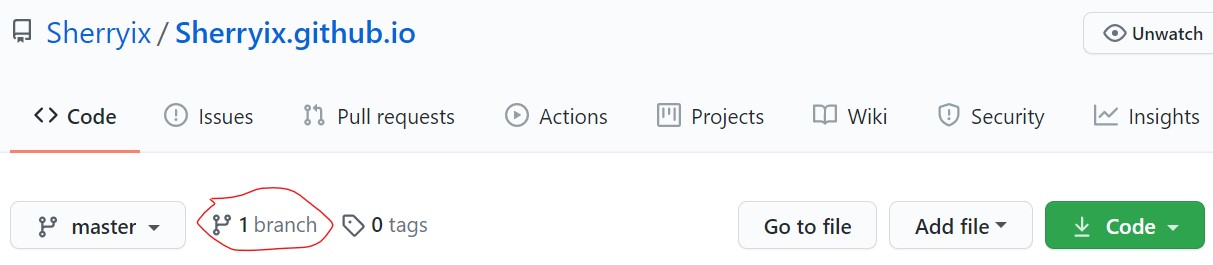 Sherryix / Sherryix.github.io
Unwatch
Code Issues Pull requests Actions Projects Wiki Security Insights
master 1 branch 0 tags Go to file Add file Code